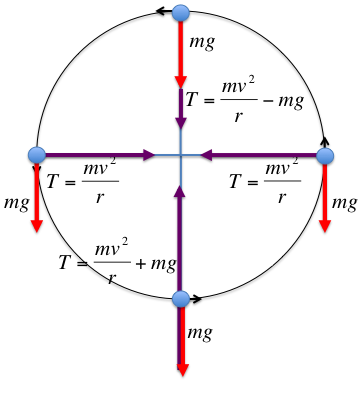 mg
T = mv²/r − mg
T = mv²/r
T = mv²/r
mg
mg
T = mv²/r + mg
mg